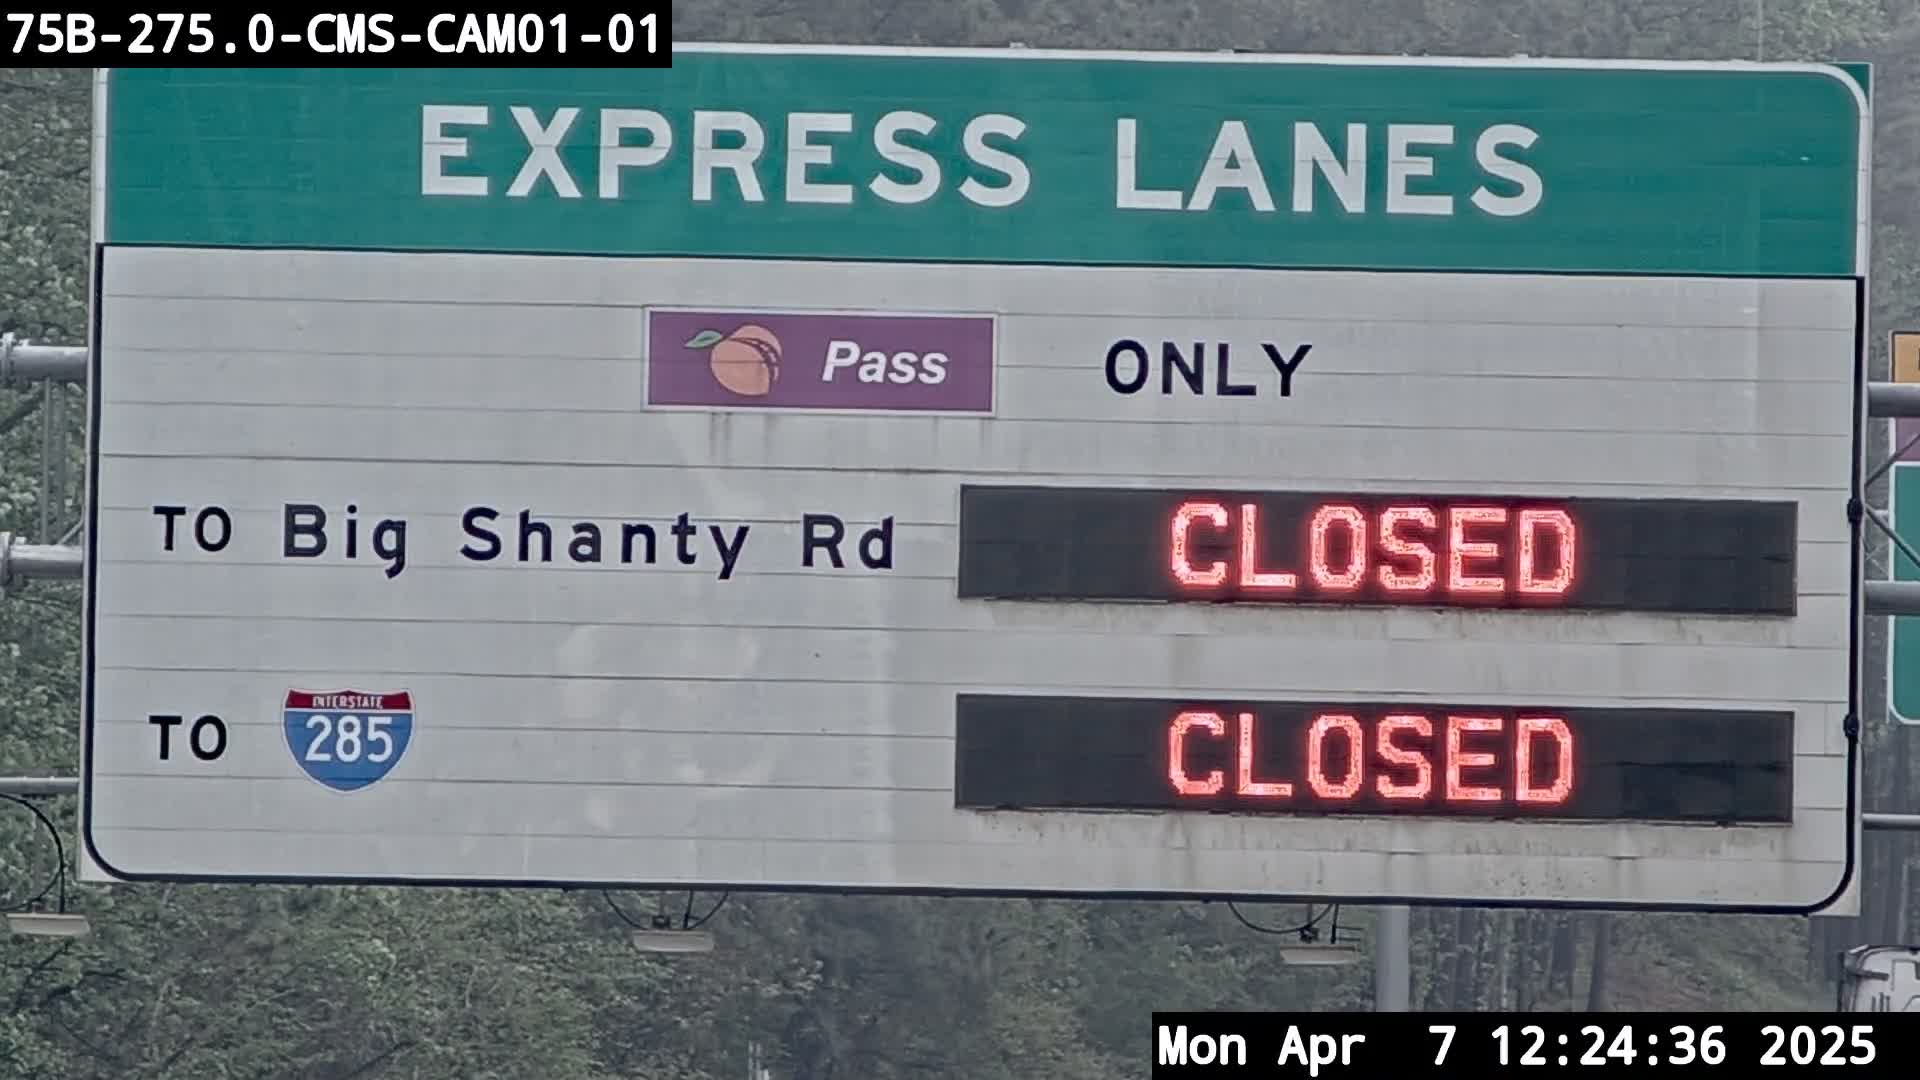 75B-275.0-CMS-CAM01-01
EXPRESS LANES
Pass ONLY
TO Big Shanty Rd CLOSED
INTERSTATE
TO 285 CLOSED
Mon Apr 7 12:24:36 2025